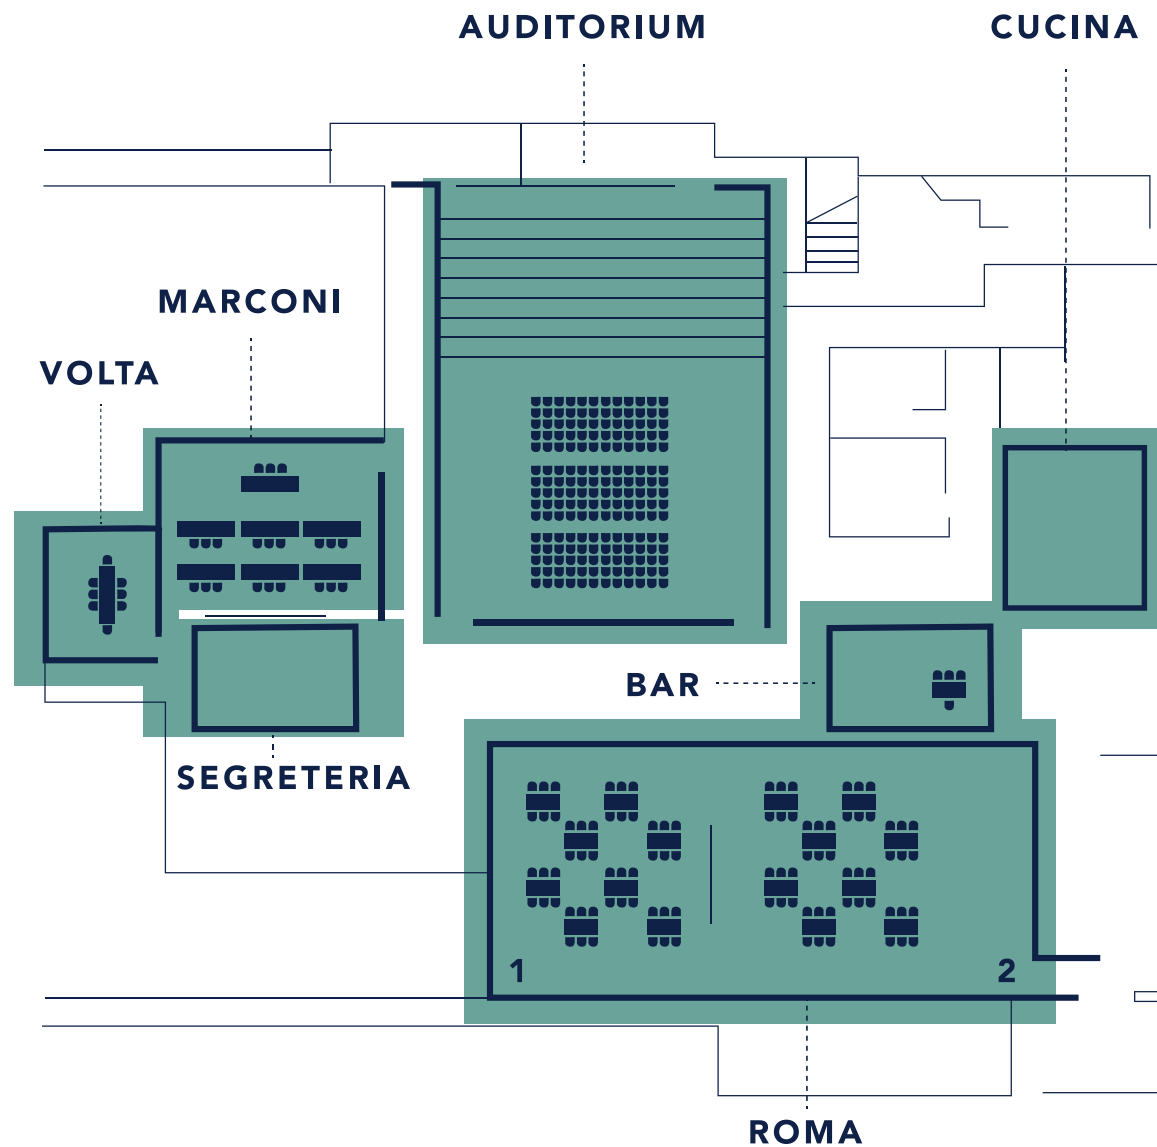 AUDITORIUM
CUCINA
MARCONI
VOLTA
BAR
SEGRETERIA
1
2
ROMA